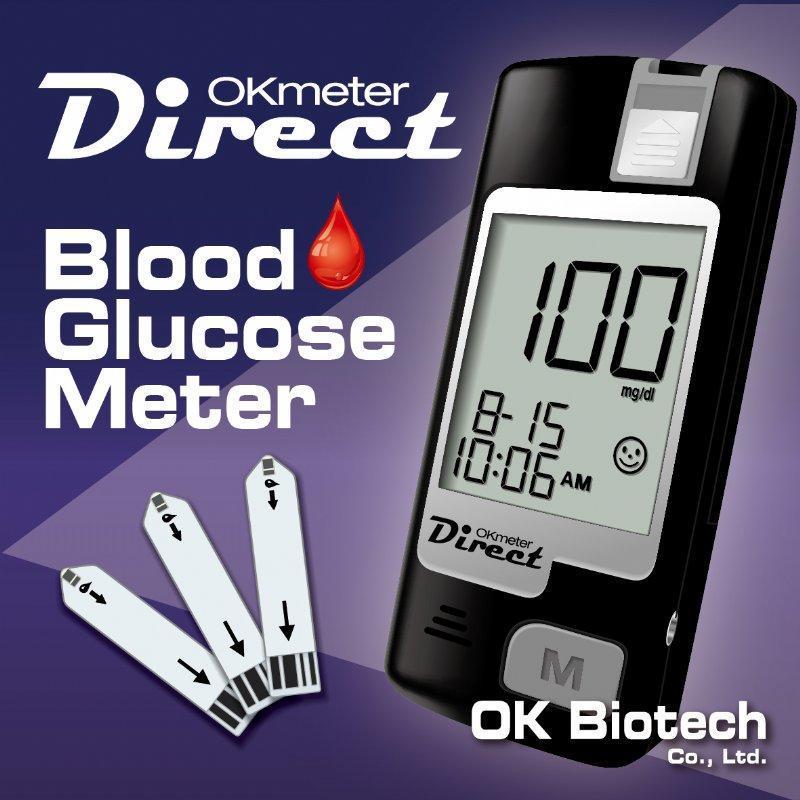 OKmeter
Direct
Blood
Glucose
Meter
100
mg/dl
8-15
10:06 AM
OKmeter
Direct
M
OK Biotech
Co., Ltd.